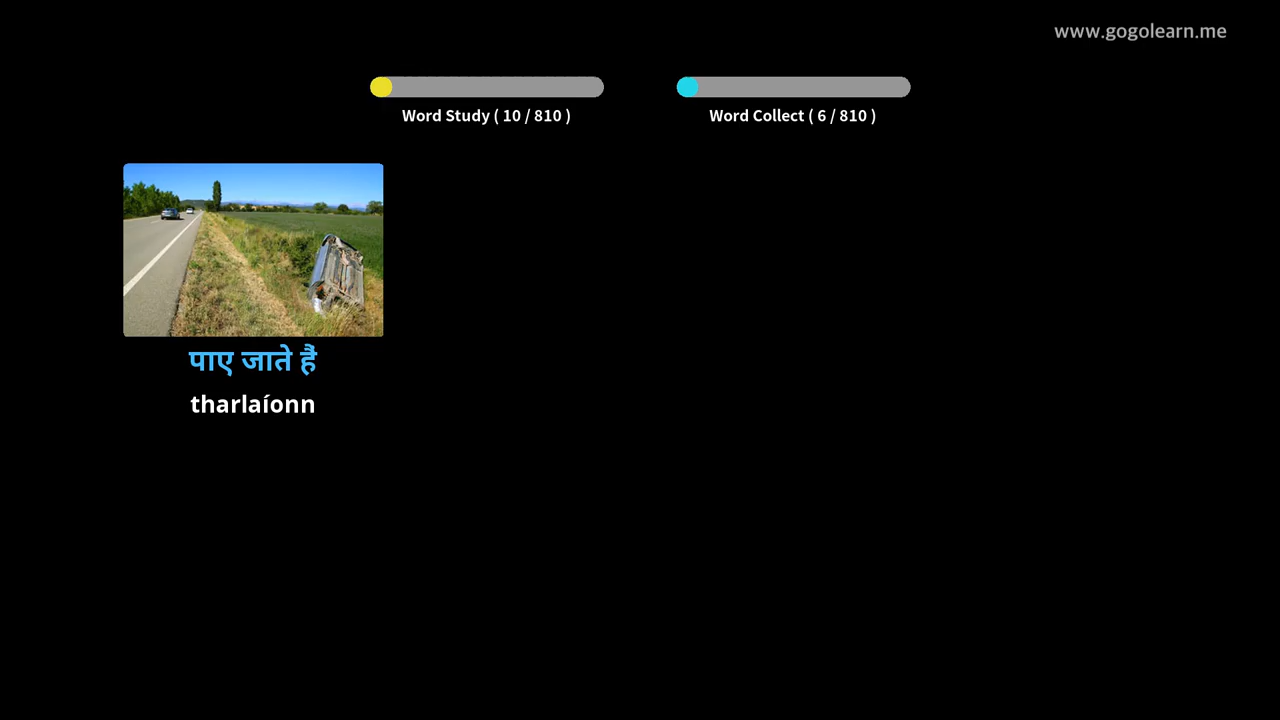 www.gogolearn.me
Word Study ( 10 / 810 )
Word Collect ( 6 / 810 )
पाए जाते हैं
tharlaíonn